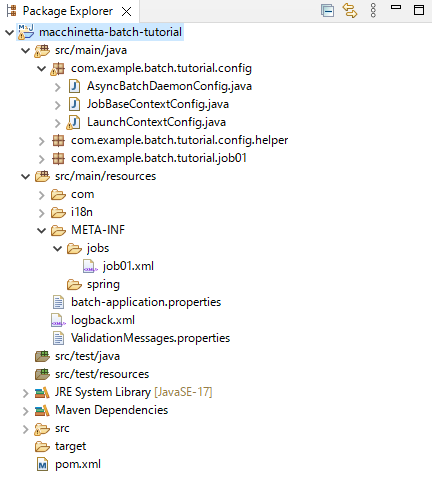 Package Explorer
macchinetta-batch-tutorial
src/main/java
com.example.batch.tutorial.config
AsyncBatchDaemonConfig.java
JobBaseContextConfig.java
LaunchContextConfig.java
com.example.batch.tutorial.config.helper
com.example.batch.tutorial.job01
src/main/resources
com
i18n
META-INF
jobs
job01.xml
spring
batch-application.properties
logback.xml
ValidationMessages.properties
src/test/java
src/test/resources
JRE System Library [JavaSE-17]
Maven Dependencies
src
target
pom.xml